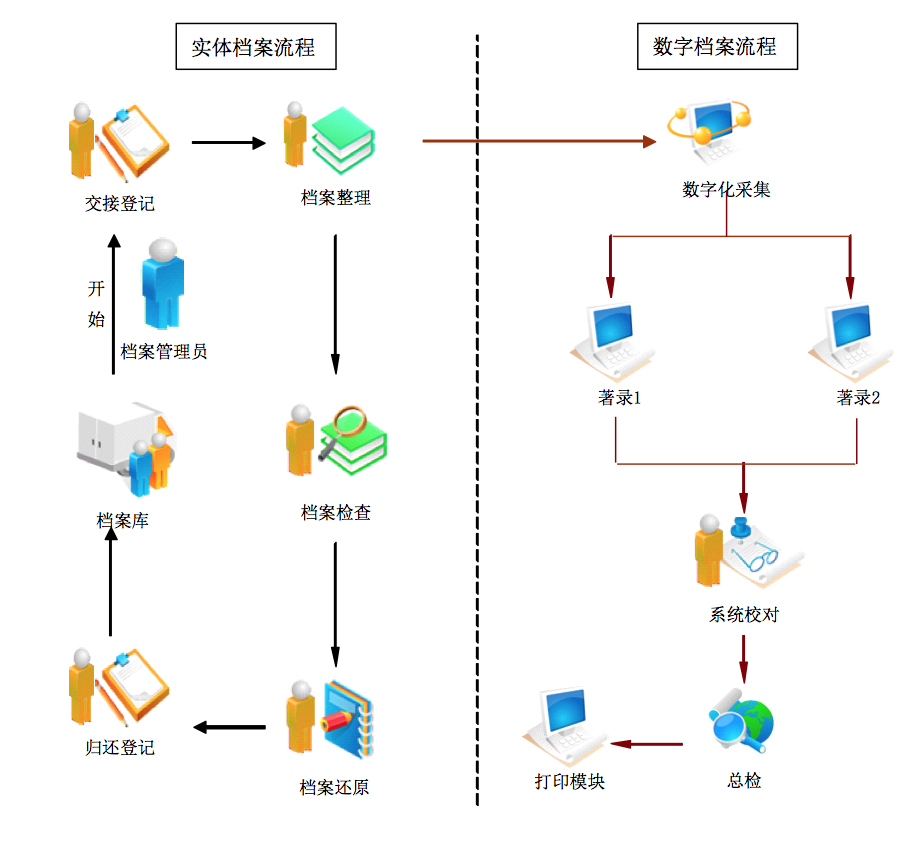 实体档案流程
数字档案流程
交接登记
档案整理
数字化采集
开
始
档案管理员
著录1
著录2
档案库
档案检查
系统校对
归还登记
档案还原
打印模块
总检